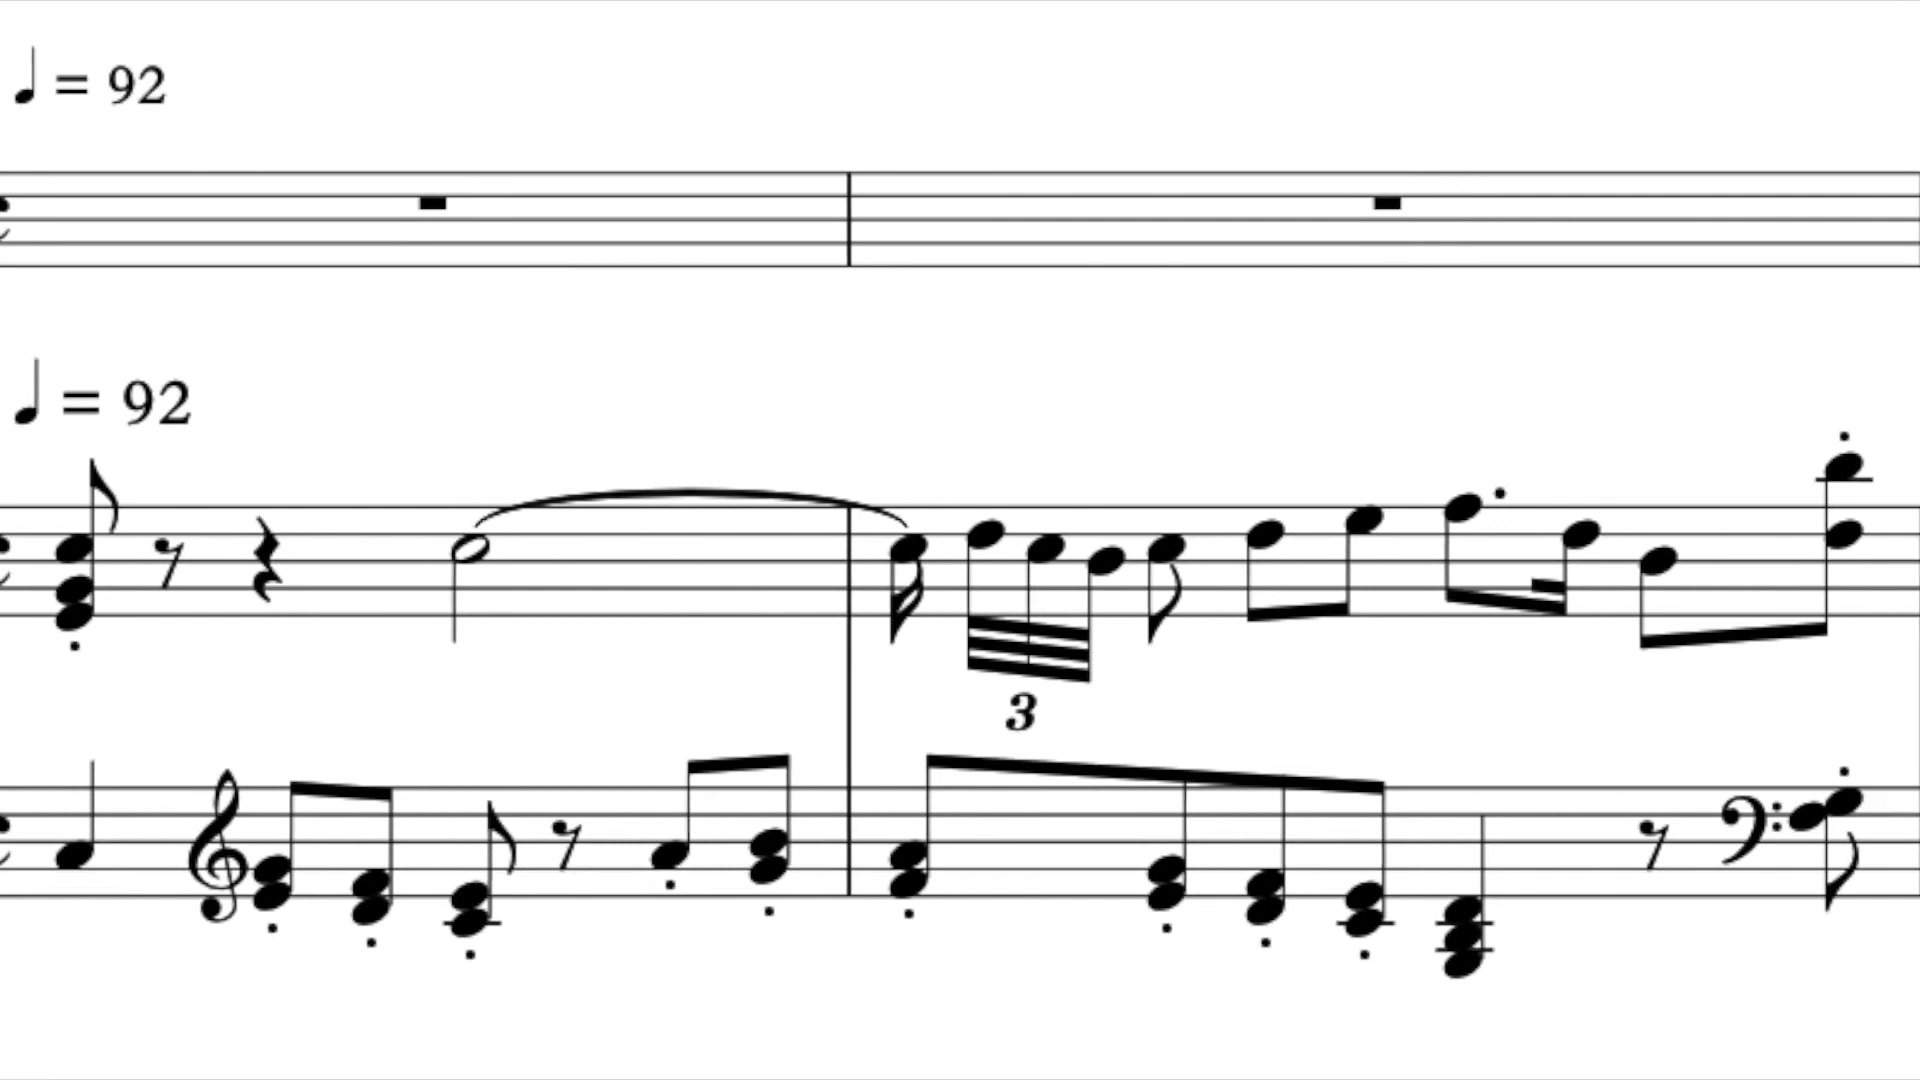 ♩ = 92
♩ = 92
3